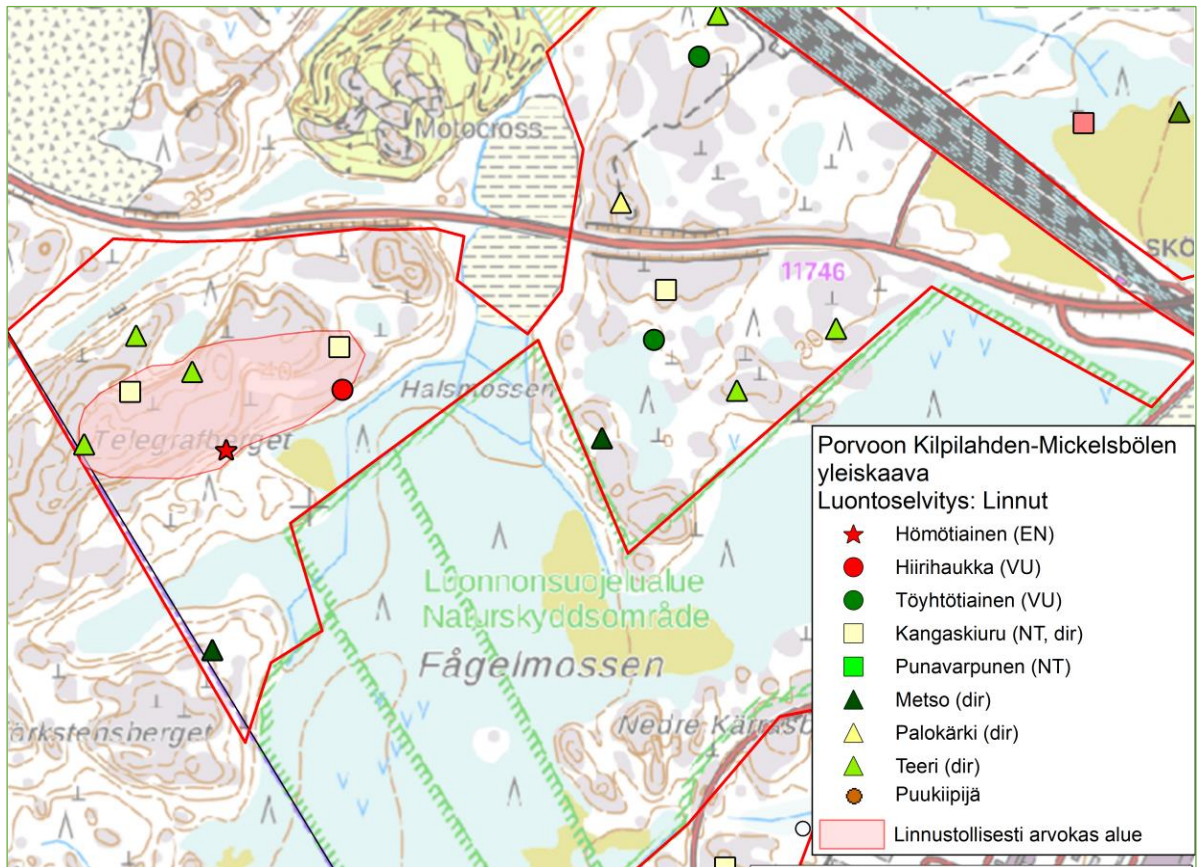 Motocross
35
11746
SKÖ
30
40
Halsmossen
Telegrafberget
Luonnonsuojelualue
Naturskyddsområde
Fågelmossen
Nedre Kärrasb
Porvoon Kilpilahden-Mickelsbölen
yleiskaava
Luontoselvitys: Linnut
Hömötiainen (EN)
Hiirihaukka (VU)
Töyhtötiainen (VU)
Kangaskiuru (NT, dir)
Punavarpunen (NT)
Metso (dir)
Palokärki (dir)
Teeri (dir)
Puukiipijä
Linnustollisesti arvokas alue